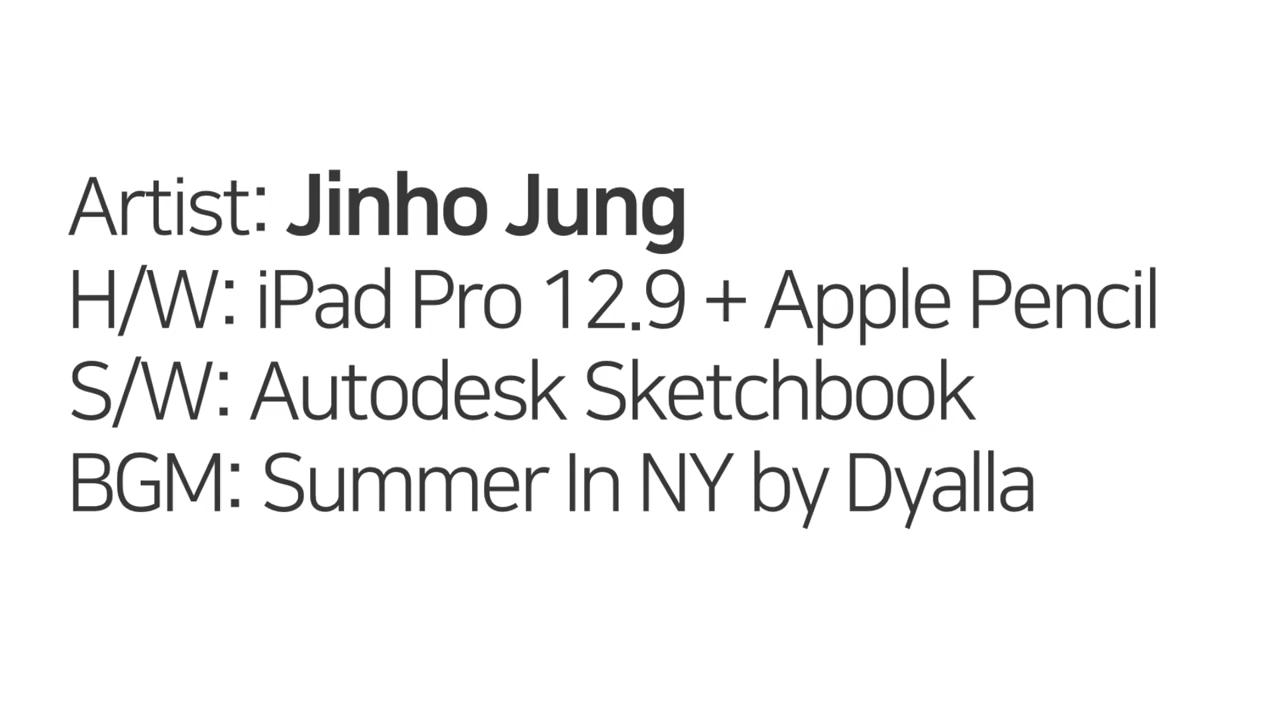 Artist: Jinho Jung
H/W: iPad Pro 12.9 + Apple Pencil
S/W: Autodesk Sketchbook
BGM: Summer In NY by Dyalla